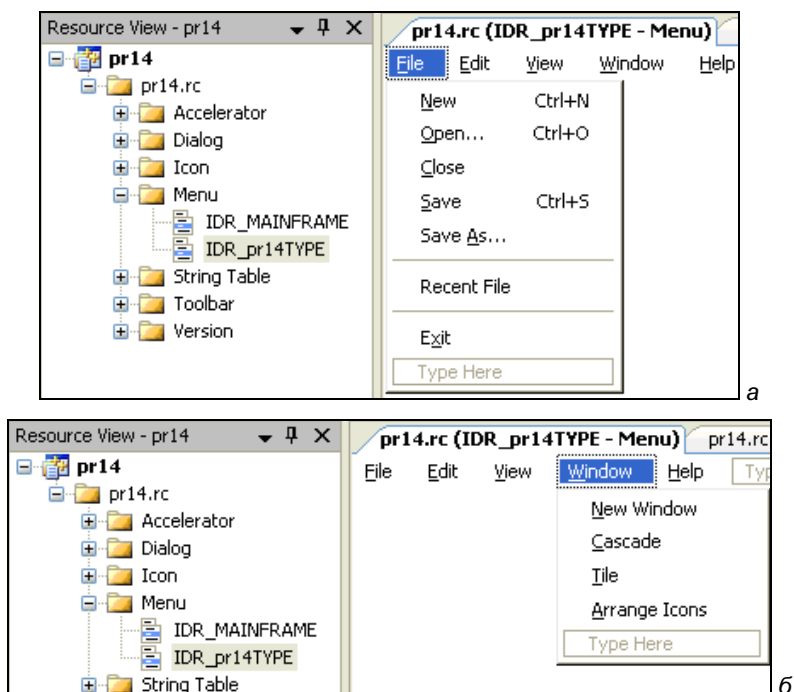 Resource View - pr14
pr14
pr14.rc
Accelerator
Dialog
Icon
Menu
IDR_MAINFRAME
IDR_pr14TYPE
String Table
Toolbar
Version
pr14.rc (IDR_pr14TYPE - Menu)
File Edit View Window Help
New Ctrl+N
Open... Ctrl+O
Close
Save Ctrl+S
Save As...
Recent File
Exit
Type Here
а
Resource View - pr14
pr14
pr14.rc
Accelerator
Dialog
Icon
Menu
IDR_MAINFRAME
IDR_pr14TYPE
String Table
pr14.rc (IDR_pr14TYPE - Menu) pr14.rc
File Edit View Window Help
New Window
Cascade
Tile
Arrange Icons
Type Here
б